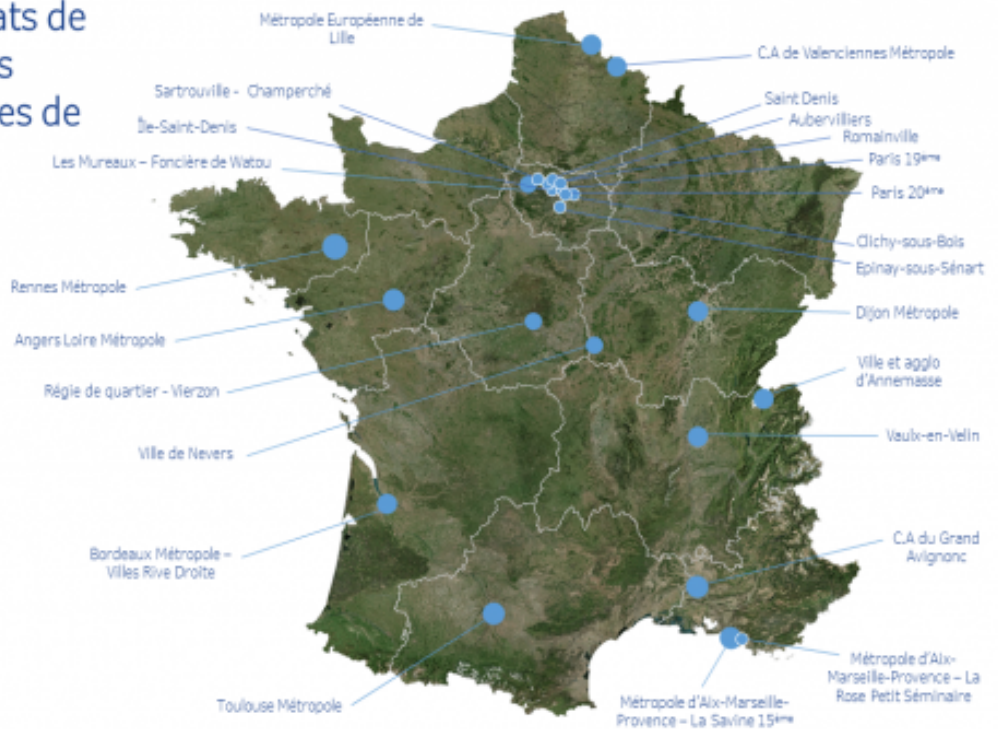 ats de
s
es de
Métropole Européenne de
Lille
C.A de Valenciennes Métropole
Sartrouville - Champerché
Saint Denis
Île-Saint-Denis
Aubervilliers
Romainville
Les Mureaux – Foncière de Watou
Paris 19ème
Paris 20ème
Clichy-sous-Bois
Epinay-sous-Sénart
Rennes Métropole
Dijon Métropole
Angers Loire Métropole
Ville et agglo
d'Annemasse
Régie de quartier - Vierzon
Vaulx-en-Velin
Ville de Nevers
Bordeaux Métropole –
Villes Rive Droite
C.A du Grand
Avignonc
Toulouse Métropole
Métropole d'Aix-Marseille-
Provence – La Savine 15ème
Métropole d'Aix-
Marseille-Provence – La
Rose Petit Séminaire